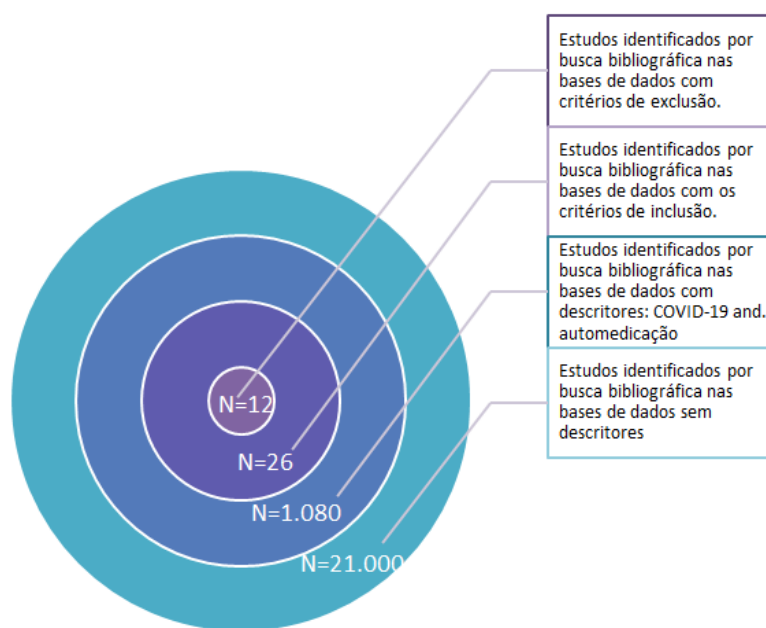 Estudos identificados por
busca bibliográfica nas
bases de dados com
critérios de exclusão.
Estudos identificados por
busca bibliográfica nas
bases de dados com os
critérios de inclusão.
Estudos identificados por
busca bibliográfica nas
bases de dados com
descritores: COVID-19 and.
automedicação
Estudos identificados por
busca bibliográfica nas
bases de dados sem
descritores
N=12
N=26
N=1.080
N=21.000